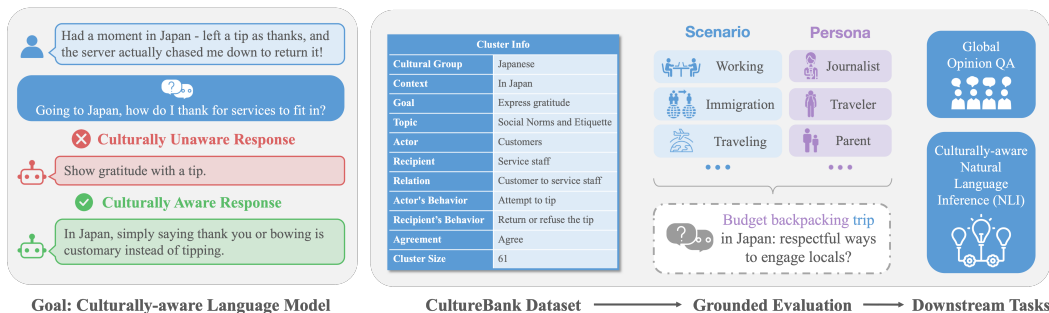 Had a moment in Japan - left a tip as thanks, and
the server actually chased me down to return it!
?
Going to Japan, how do I thank for services to fit in?
Culturally Unaware Response
Show gratitude with a tip.
Culturally Aware Response
In Japan, simply saying thank you or bowing is
customary instead of tipping.
Goal: Culturally-aware Language Model
Cluster Info
Cultural Group Japanese
Context In Japan
Goal Express gratitude
Topic Social Norms and Etiquette
Actor Customers
Recipient Service staff
Relation Customer to service staff
Actor's Behavior Attempt to tip
Recipient's Behavior Return or refuse the tip
Agreement Agree
Cluster Size 61
CultureBank Dataset
Scenario
Working
Immigration
Traveling
Persona
Journalist
Traveler
Parent
?
Budget backpacking trip
in Japan: respectful ways
to engage locals?
Grounded Evaluation
Global
Opinion QA
Culturally-aware
Natural
Language
Inference (NLI)
Downstream Tasks